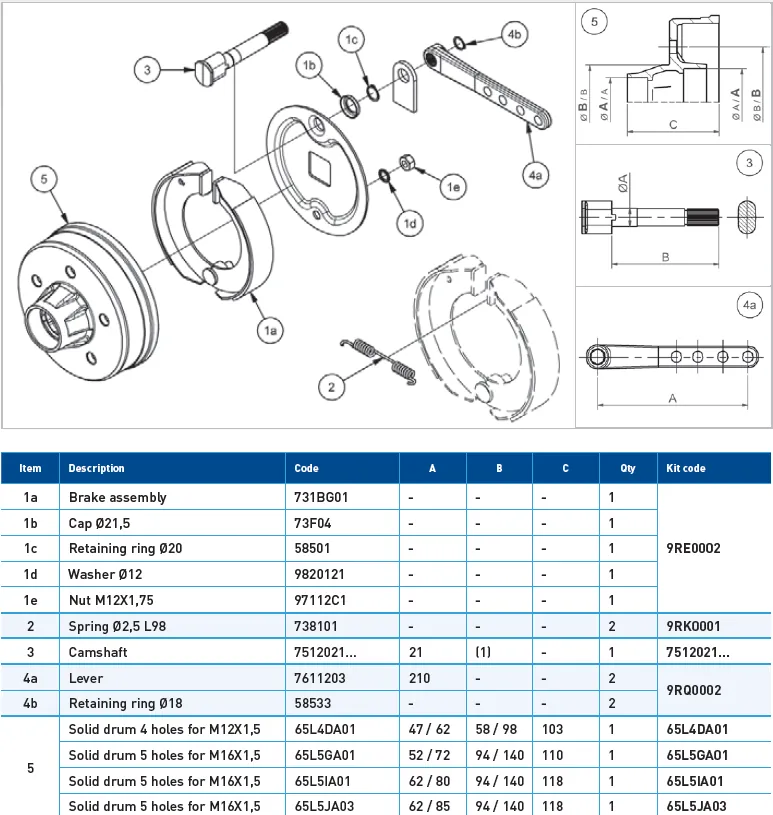 4b
1c
3
1b
4a
1e
5
1d
1a
2
5
Ø B / B
Ø A / A
Ø A / A
Ø B / B
C
3
ØA
B
4a
A
Item Description Code A B C Qty Kit code
1a Brake assembly 731BG01 - - - 1
1b Cap Ø21,5 73F04 - - - 1
1c Retaining ring Ø20 58501 - - - 1 9RE0002
1d Washer Ø12 9820121 - - - 1
1e Nut M12X1,75 97112C1 - - - 1
2 Spring Ø2,5 L98 738101 - - - 2 9RK0001
3 Camshaft 7512021... 21 (1) - 1 7512021...
4a Lever 7611203 210 - - 2 9RQ0002
4b Retaining ring Ø18 58533 - - - 2
5 Solid drum 4 holes for M12X1,5 65L4DA01 47 / 62 58 / 98 103 1 65L4DA01
Solid drum 5 holes for M16X1,5 65L5GA01 52 / 72 94 / 140 110 1 65L5GA01
Solid drum 5 holes for M16X1,5 65L5IA01 62 / 80 94 / 140 118 1 65L5IA01
Solid drum 5 holes for M16X1,5 65L5JA03 62 / 85 94 / 140 118 1 65L5JA03